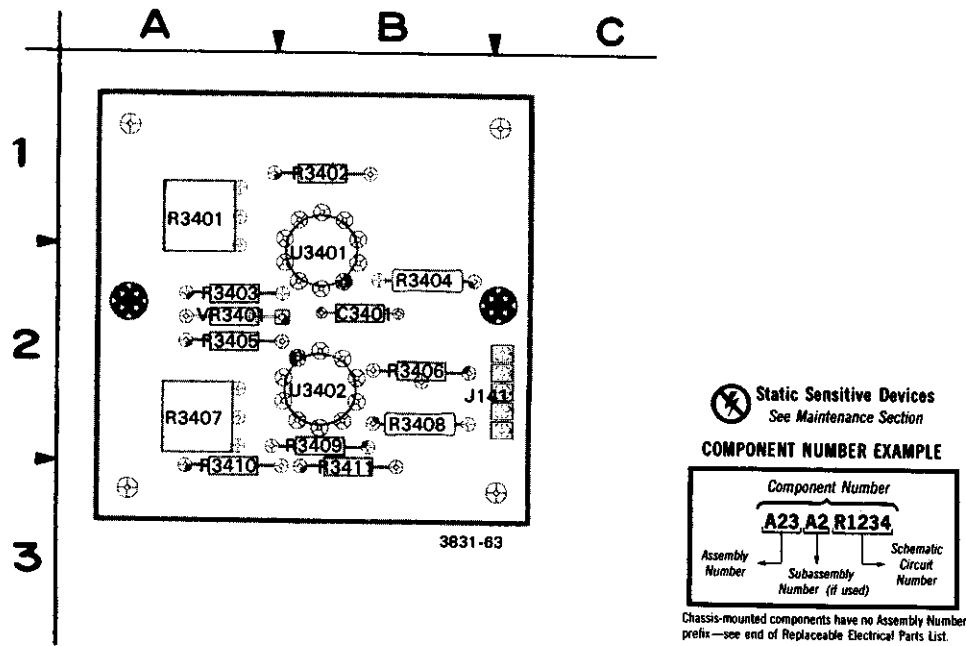 A B C
1
R3402
R3401
U3401
R3404
R3403
VR3401
C3401
2
R3405
R3406
U3402
J141
R3407
R3408
R3409
R3410
R3411
3831-63
3
Static Sensitive Devices
See Maintenance Section
COMPONENT NUMBER EXAMPLE
Component Number
A23 A2 R1234
Assembly
Number
Subassembly
Number (if used)
Schematic
Circuit
Number
Chassis-mounted components have no Assembly Number
prefix—see end of Replaceable Electrical Parts List.